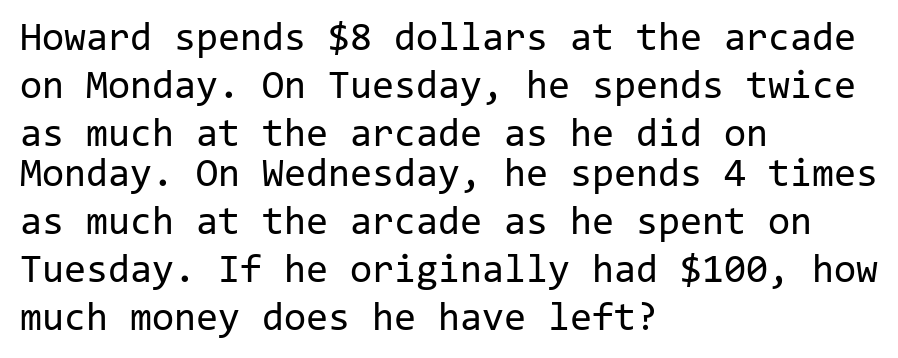 Howard spends $8 dollars at the arcade
on Monday. On Tuesday, he spends twice
as much at the arcade as he did on
Monday. On Wednesday, he spends 4 times
as much at the arcade as he spent on
Tuesday. If he originally had $100, how
much money does he have left?